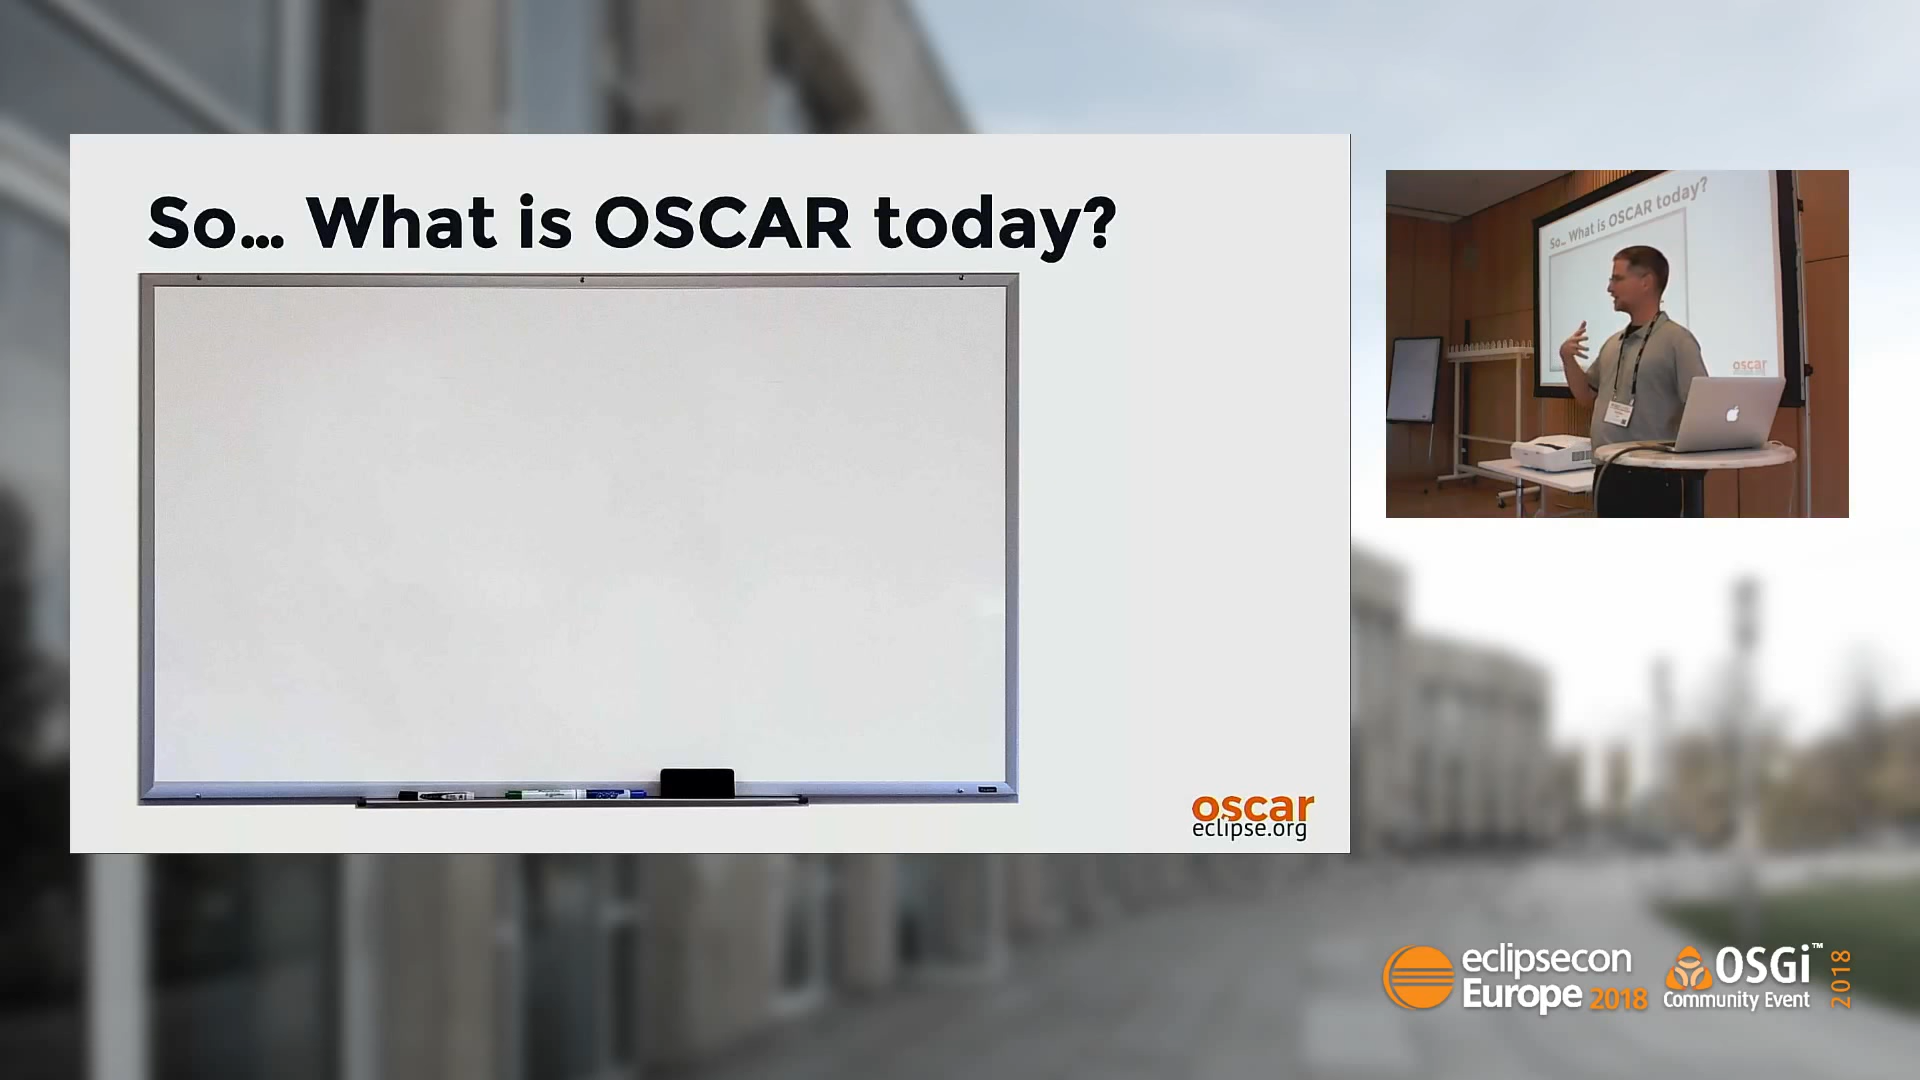 So... What is OSCAR today?
oscar
eclipse.org
So... What is OSCAR today?
oscar
eclipsecon
Europe 2018
OSGi™
Community Event
2018